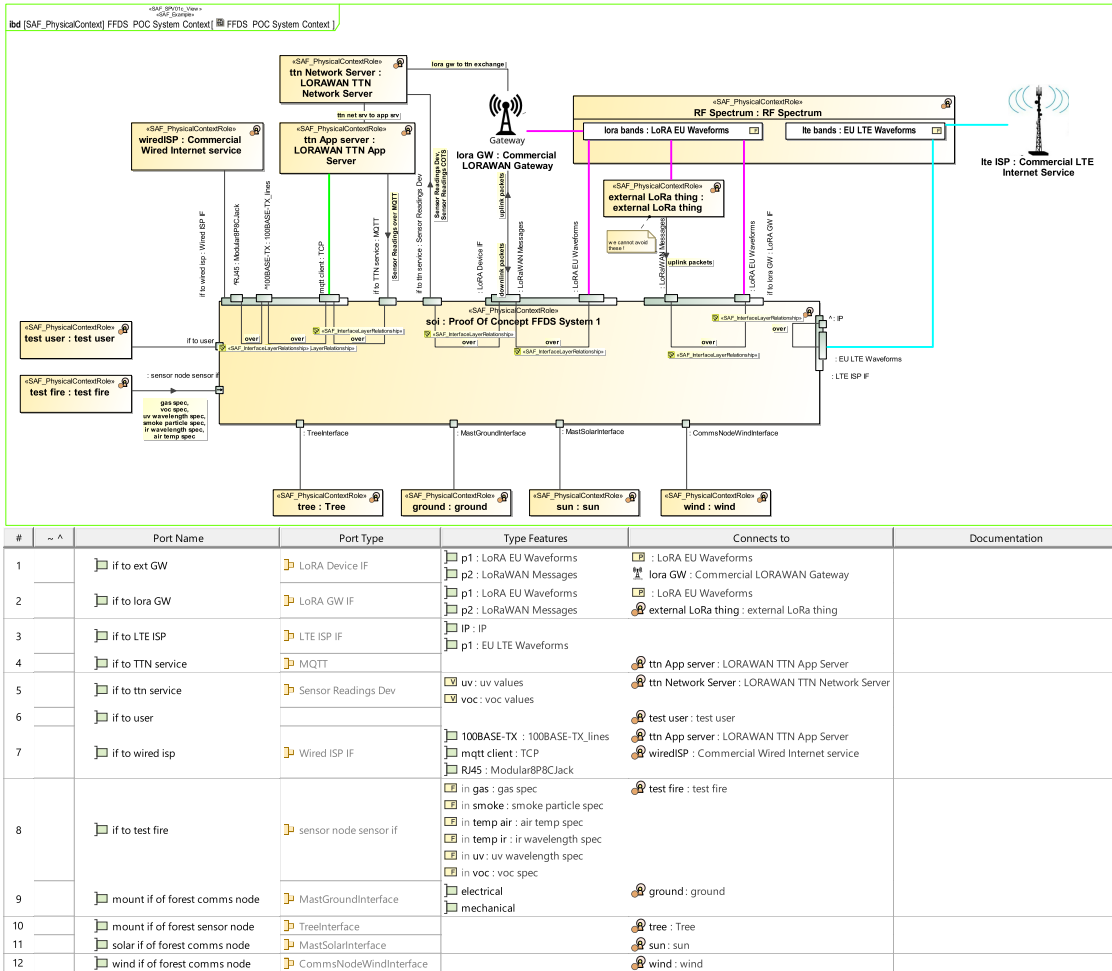 «SAF_SPV01c_View»
«SAF_Example»
ibd [SAF_PhysicalContext] FFDS POC System Context[ FFDS POC System Context ]
«SAF_PhysicalContextRole»
ttn Network Server :
LORAWAN TTN
Network Server
lora gw to ttn exchange
ttn net srv to app srv
«SAF_PhysicalContextRole»
wiredISP : Commercial
Wired Internet service
«SAF_PhysicalContextRole»
ttn App server :
LORAWAN TTN App
Server
Gateway
lora GW : Commercial
LORAWAN Gateway
«SAF_PhysicalContextRole»
RF Spectrum : RF Spectrum
lora bands : LoRA EU Waveforms
lte bands : EU LTE Waveforms
lte ISP : Commercial LTE
Internet Service
«SAF_PhysicalContextRole»
external LoRa thing :
external LoRa thing
we cannot avoid
these !
if to wired isp : Wired ISP IF
^RJ45 : Modular8P8CJack
^100BASE-TX : 100BASE-TX_lines
mqtt client : TCP
if to TTN service : MQTT
Sensor Readings over MQTT
if to ttn service : Sensor Readings Dev
Sensor Readings Dev,
Sensor Readings COTS
: LoRA Device IF
uplink packets
downlink packets
: LoRaWAN Messages
: LoRA EU Waveforms
: LoRaWAN Messages
uplink packets
: LoRA EU Waveforms
if to lora GW : LoRA GW IF
«SAF_PhysicalContextRole»
soi : Proof Of Concept FFDS System 1
«SAF_InterfaceLayerRelationship»
«SAF_InterfaceLayerRelationship»
«SAF_InterfaceLayerRelationship»
over
over
over
over
over
over
«SAF_InterfaceLayerRelationship»
LayerRelationship»
«SAF_InterfaceLayerRelationship»
«SAF_InterfaceLayerRelationship»
^ : IP
: EU LTE Waveforms
: LTE ISP IF
«SAF_PhysicalContextRole»
test user : test user
if to user
«SAF_PhysicalContextRole»
test fire : test fire
: sensor node sensor if
gas spec,
voc spec,
uv wavelength spec,
smoke particle spec,
ir wavelength spec,
air temp spec
: TreeInterface
: MastGroundInterface
: MastSolarInterface
: CommsNodeWindInterface
«SAF_PhysicalContextRole»
tree : Tree
«SAF_PhysicalContextRole»
ground : ground
«SAF_PhysicalContextRole»
sun : sun
«SAF_PhysicalContextRole»
wind : wind
# ~ ^ Port Name Port Type Type Features Connects to Documentation
1 if to ext GW LoRA Device IF p1 : LoRA EU Waveforms : LoRA EU Waveforms
p2 : LoRaWAN Messages lora GW : Commercial LORAWAN Gateway
2 if to lora GW LoRA GW IF p1 : LoRA EU Waveforms : LoRA EU Waveforms
p2 : LoRaWAN Messages external LoRa thing : external LoRa thing
3 if to LTE ISP LTE ISP IF IP : IP
p1 : EU LTE Waveforms
4 if to TTN service MQTT ttn App server : LORAWAN TTN App Server
5 if to ttn service Sensor Readings Dev uv : uv values ttn Network Server : LORAWAN TTN Network Server
voc : voc values
6 if to user test user : test user
7 if to wired isp Wired ISP IF 100BASE-TX : 100BASE-TX_lines ttn App server : LORAWAN TTN App Server
mqtt client : TCP wiredISP : Commercial Wired Internet service
RJ45 : Modular8P8CJack
8 if to test fire sensor node sensor if in gas : gas spec test fire : test fire
in smoke : smoke particle spec
in temp air : air temp spec
in temp ir : ir wavelength spec
in uv : uv wavelength spec
in voc : voc spec
9 mount if of forest comms node MastGroundInterface electrical ground : ground
mechanical
10 mount if of forest sensor node TreeInterface tree : Tree
11 solar if of forest comms node MastSolarInterface sun : sun
12 wind if of forest comms node CommsNodeWindInterface wind : wind